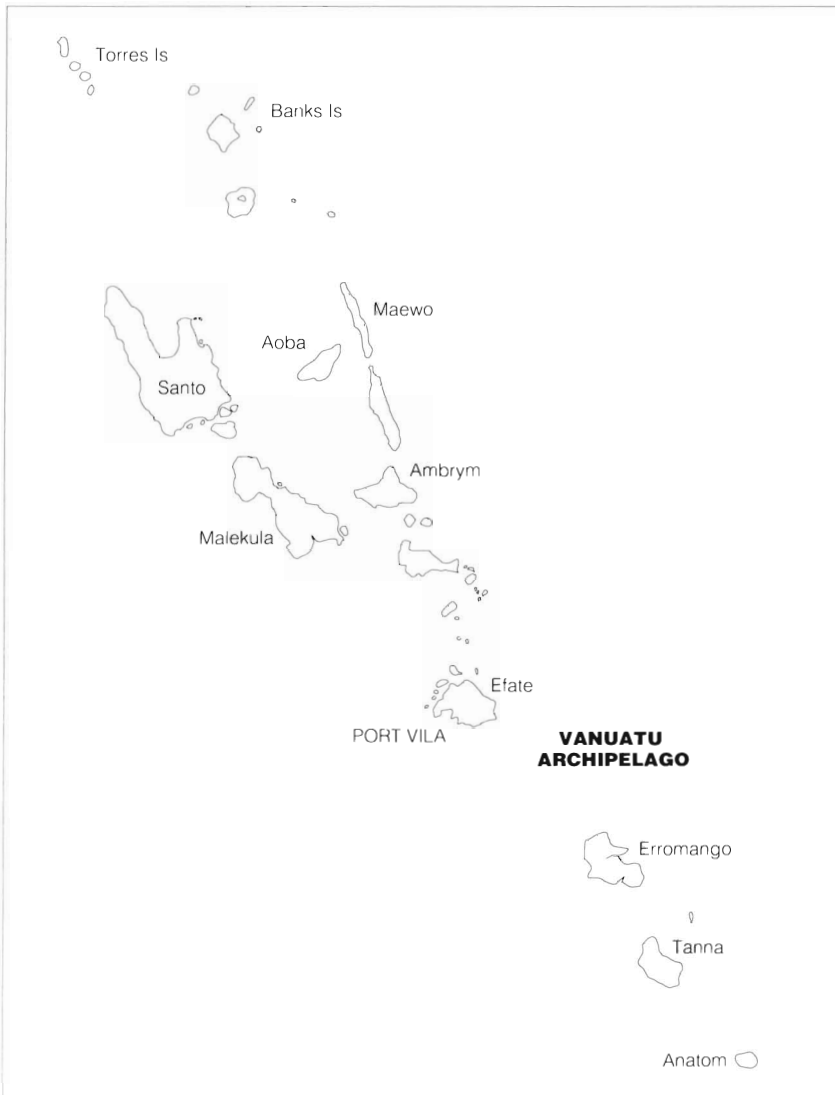 Torres Is
Banks Is
Maewo
Aoba
Santo
Ambrym
Malekula
Efate
PORT VILA
VANUATU
ARCHIPELAGO
Erromango
Tanna
Anatom